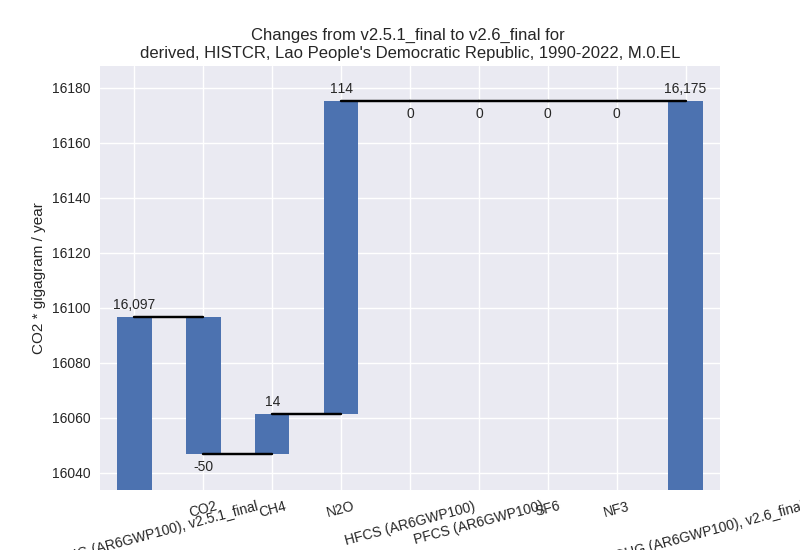 Changes from v2.5.1_final to v2.6_final for
derived, HISTCR, Lao People's Democratic Republic, 1990-2022, M.0.EL
CO2 * gigagram / year
16180
16160
16140
16120
16100
16080
16060
16040
16,097
-50
14
114
0
0
0
0
16,175
(AR6GWP100), v2.5.1_final
CO2
CH4
N2O
HFCS (AR6GWP100)
PFCS (AR6GWP100)
SF6
NF3
(AR6GWP100), v2.6_final